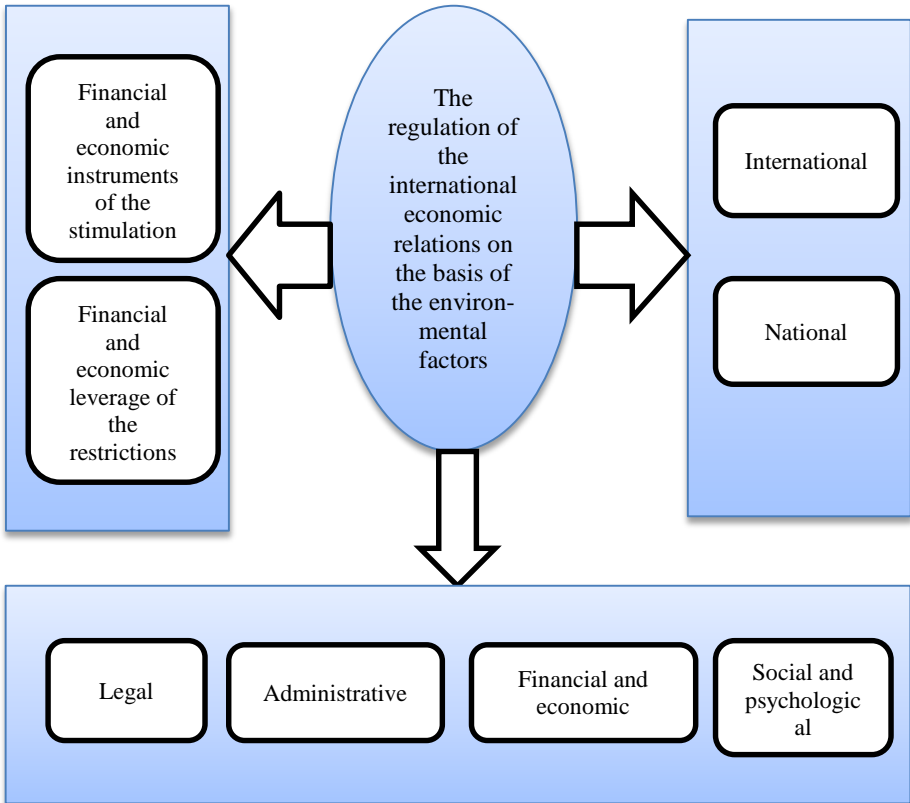 Financial
and
economic
instruments
of the
stimulation
Financial
and
economic
leverage of
the
restrictions
The
regulation of
the
international
economic
relations on
the basis of
the environ-
mental
factors
International
National
Legal
Administrative
Financial and
economic
Social and
psychologic
al